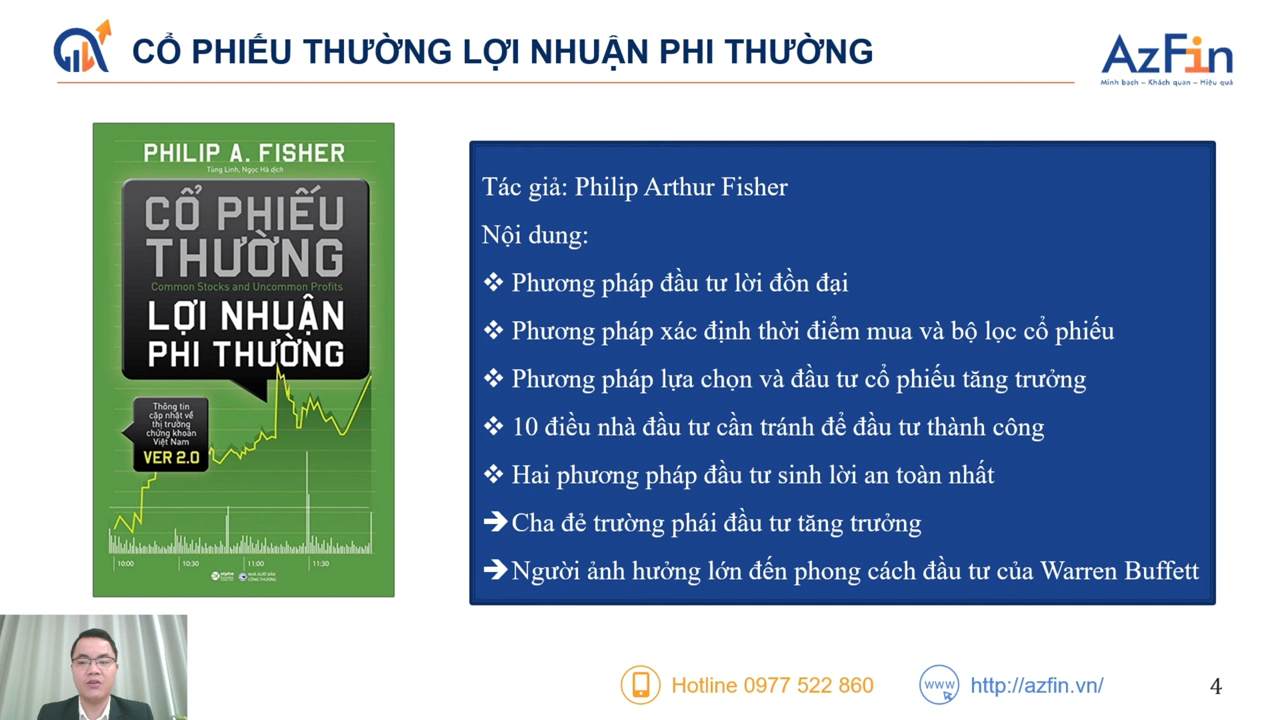 CỔ PHIẾU THƯỜNG LỢI NHUẬN PHI THƯỜNG
AzFin
Minh bạch – Khách quan – Hiệu quả
PHILIP A. FISHER
Tùng Linh, Ngọc Hà dịch
CỔ PHIẾU
THƯỜNG
Common Stocks and Uncommon Profits
LỢI NHUẬN
PHI THƯỜNG
Thông tin
cập nhật về
thị trường
chứng khoán
Việt Nam
VER 2.0
10:00
10:30
11:00
11:30
alpha
NHÀ XUẤT BẢN
CÔNG THƯƠNG
Tác giả: Philip Arthur Fisher
Nội dung:
❖ Phương pháp đầu tư lời đồn đại
❖ Phương pháp xác định thời điểm mua và bộ lọc cổ phiếu
❖ Phương pháp lựa chọn và đầu tư cổ phiếu tăng trưởng
❖ 10 điều nhà đầu tư cần tránh để đầu tư thành công
❖ Hai phương pháp đầu tư sinh lời an toàn nhất
➔ Cha đẻ trường phái đầu tư tăng trưởng
➔ Người ảnh hưởng lớn đến phong cách đầu tư của Warren Buffett
Hotline 0977 522 860
www
http://azfin.vn/
4